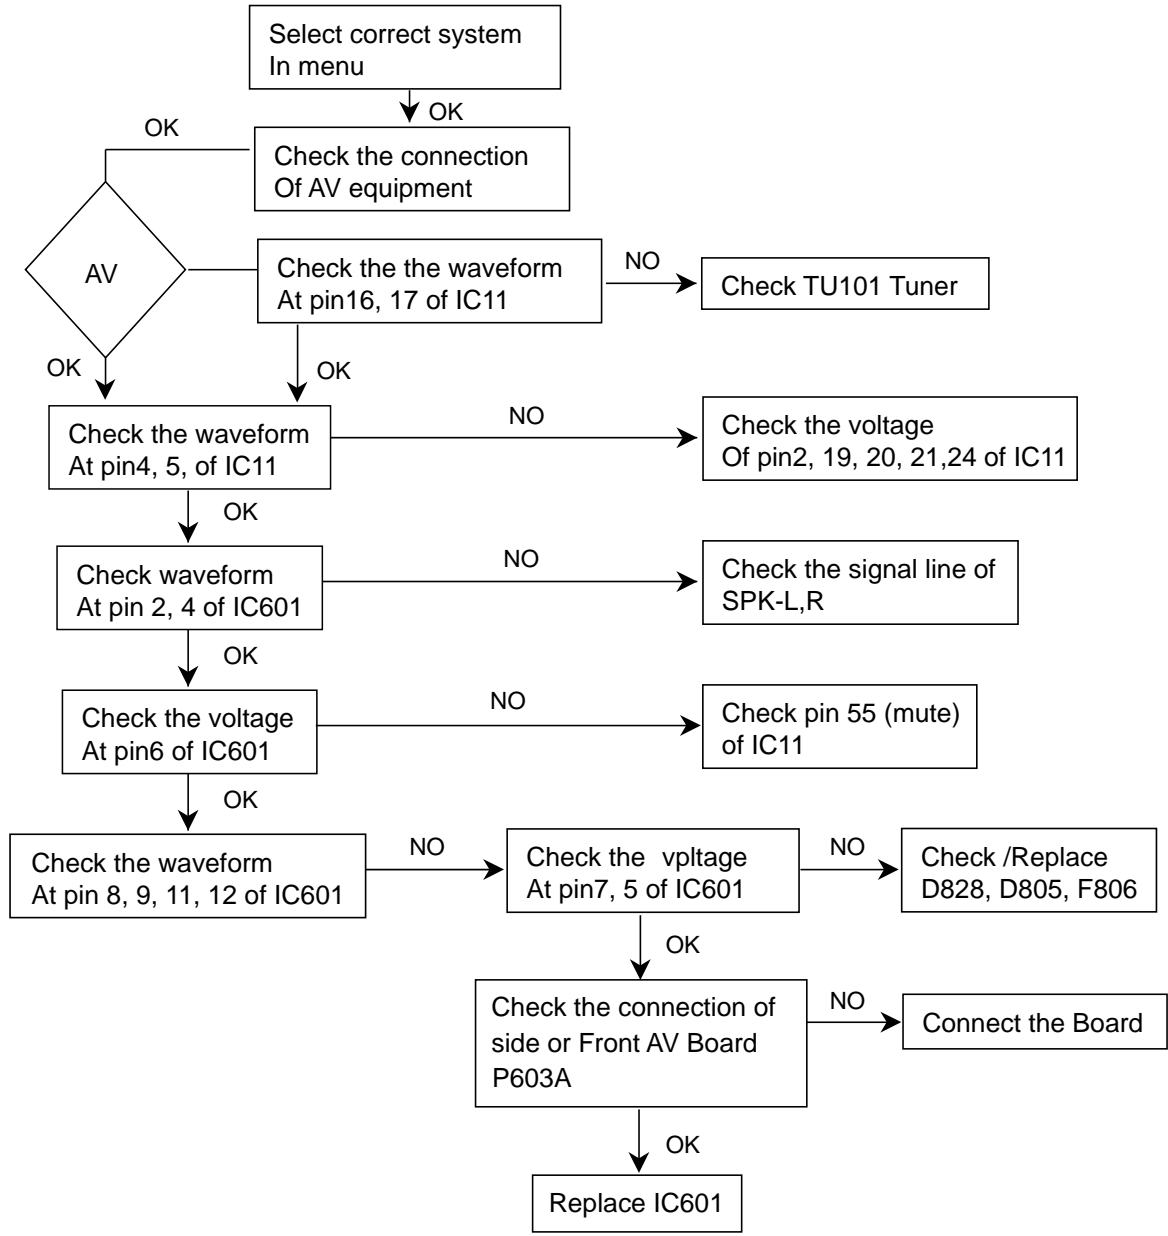 Select correct system
In menu
OK
OK
Check the connection
Of AV equipment
AV
Check the the waveform
At pin16, 17 of IC11
NO
Check TU101 Tuner
OK
OK
Check the waveform
At pin4, 5, of IC11
NO
Check the voltage
Of pin2, 19, 20, 21,24 of IC11
OK
Check waveform
At pin 2, 4 of IC601
NO
Check the signal line of
SPK-L,R
OK
Check the voltage
At pin6 of IC601
NO
Check pin 55 (mute)
of IC11
OK
Check the waveform
At pin 8, 9, 11, 12 of IC601
NO
Check the vpltage
At pin7, 5 of IC601
NO
Check /Replace
D828, D805, F806
OK
Check the connection of
side or Front AV Board
P603A
NO
Connect the Board
OK
Replace IC601